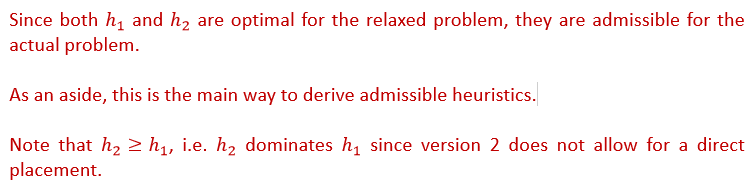 Since both h₁ and h₂ are optimal for the relaxed problem, they are admissible for the
actual problem.
As an aside, this is the main way to derive admissible heuristics.
Note that h₂ ≥ h₁, i.e. h₂ dominates h₁ since version 2 does not allow for a direct
placement.